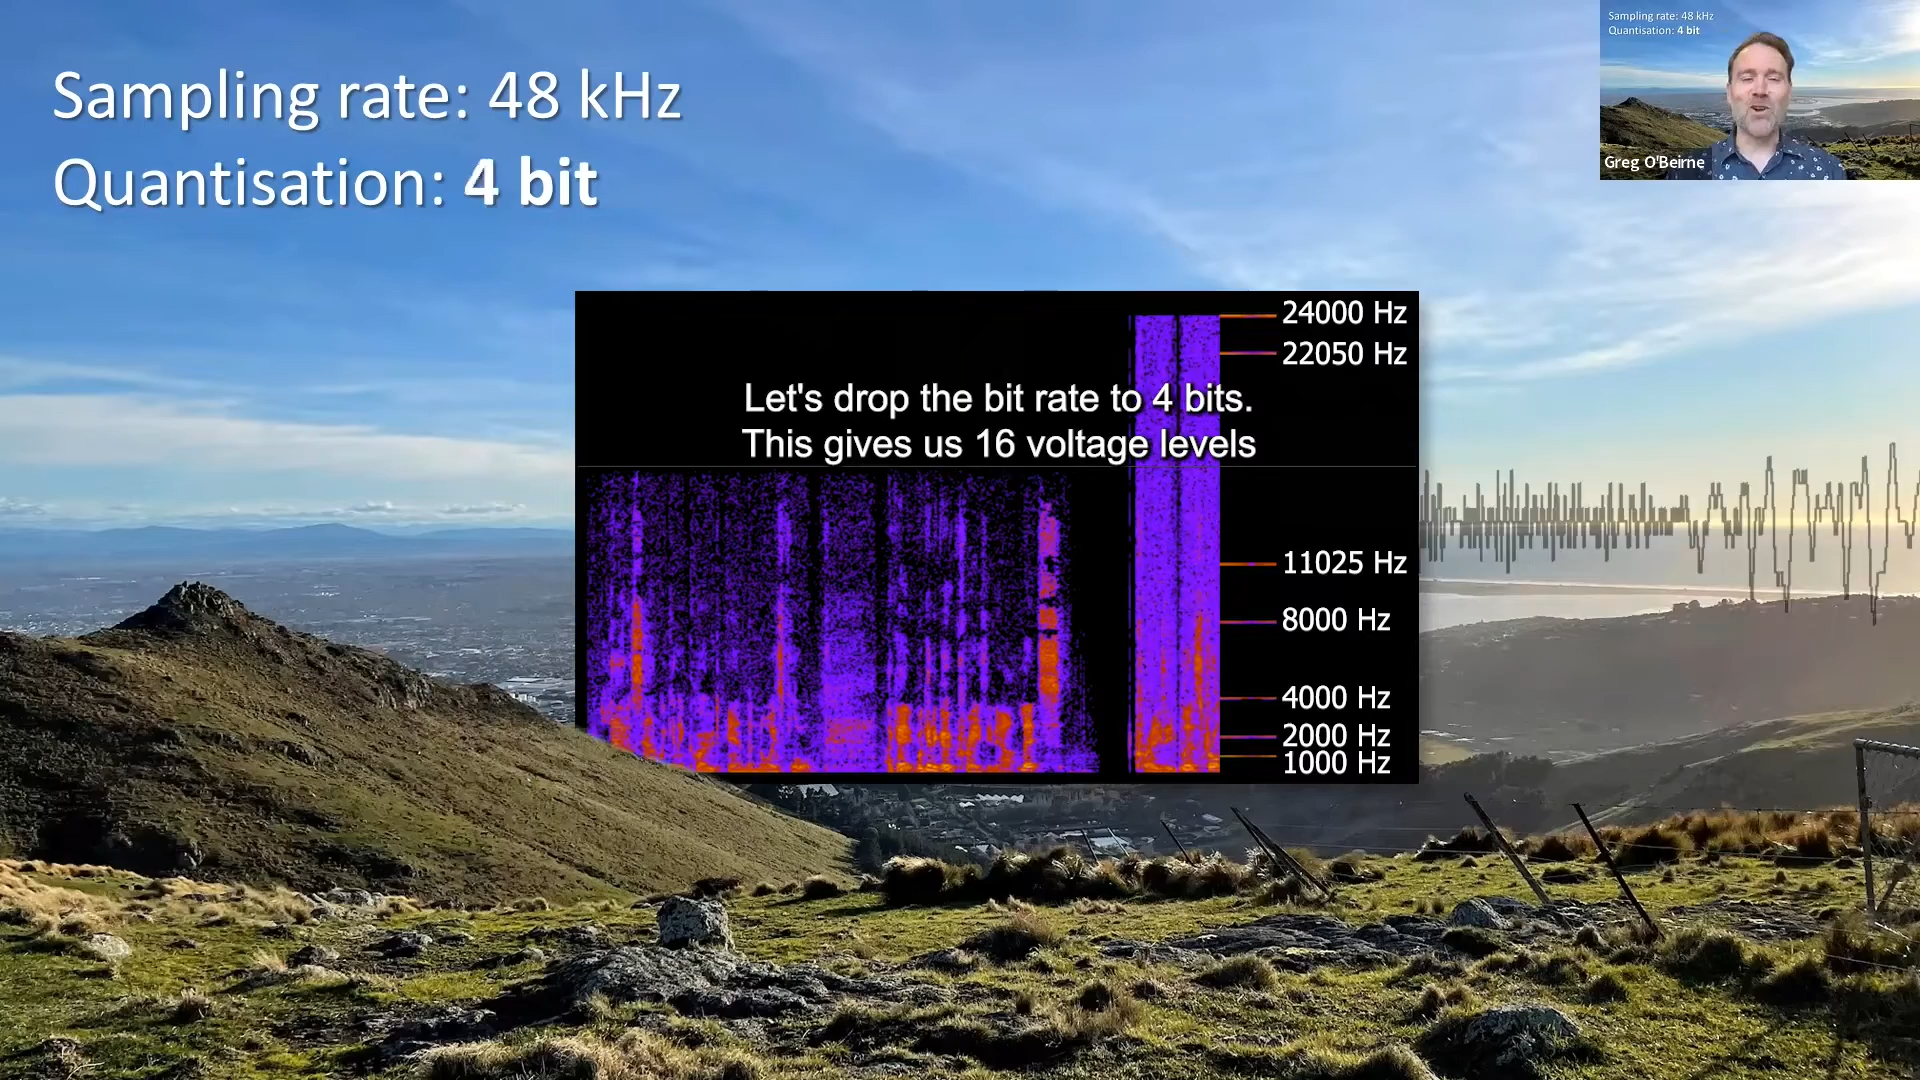 Sampling rate: 48 kHz
Quantisation: 4 bit
Sampling rate: 48 kHz
Quantisation: 4 bit
Greg O'Beirne
24000 Hz
22050 Hz
Let's drop the bit rate to 4 bits.
This gives us 16 voltage levels
11025 Hz
8000 Hz
4000 Hz
2000 Hz
1000 Hz